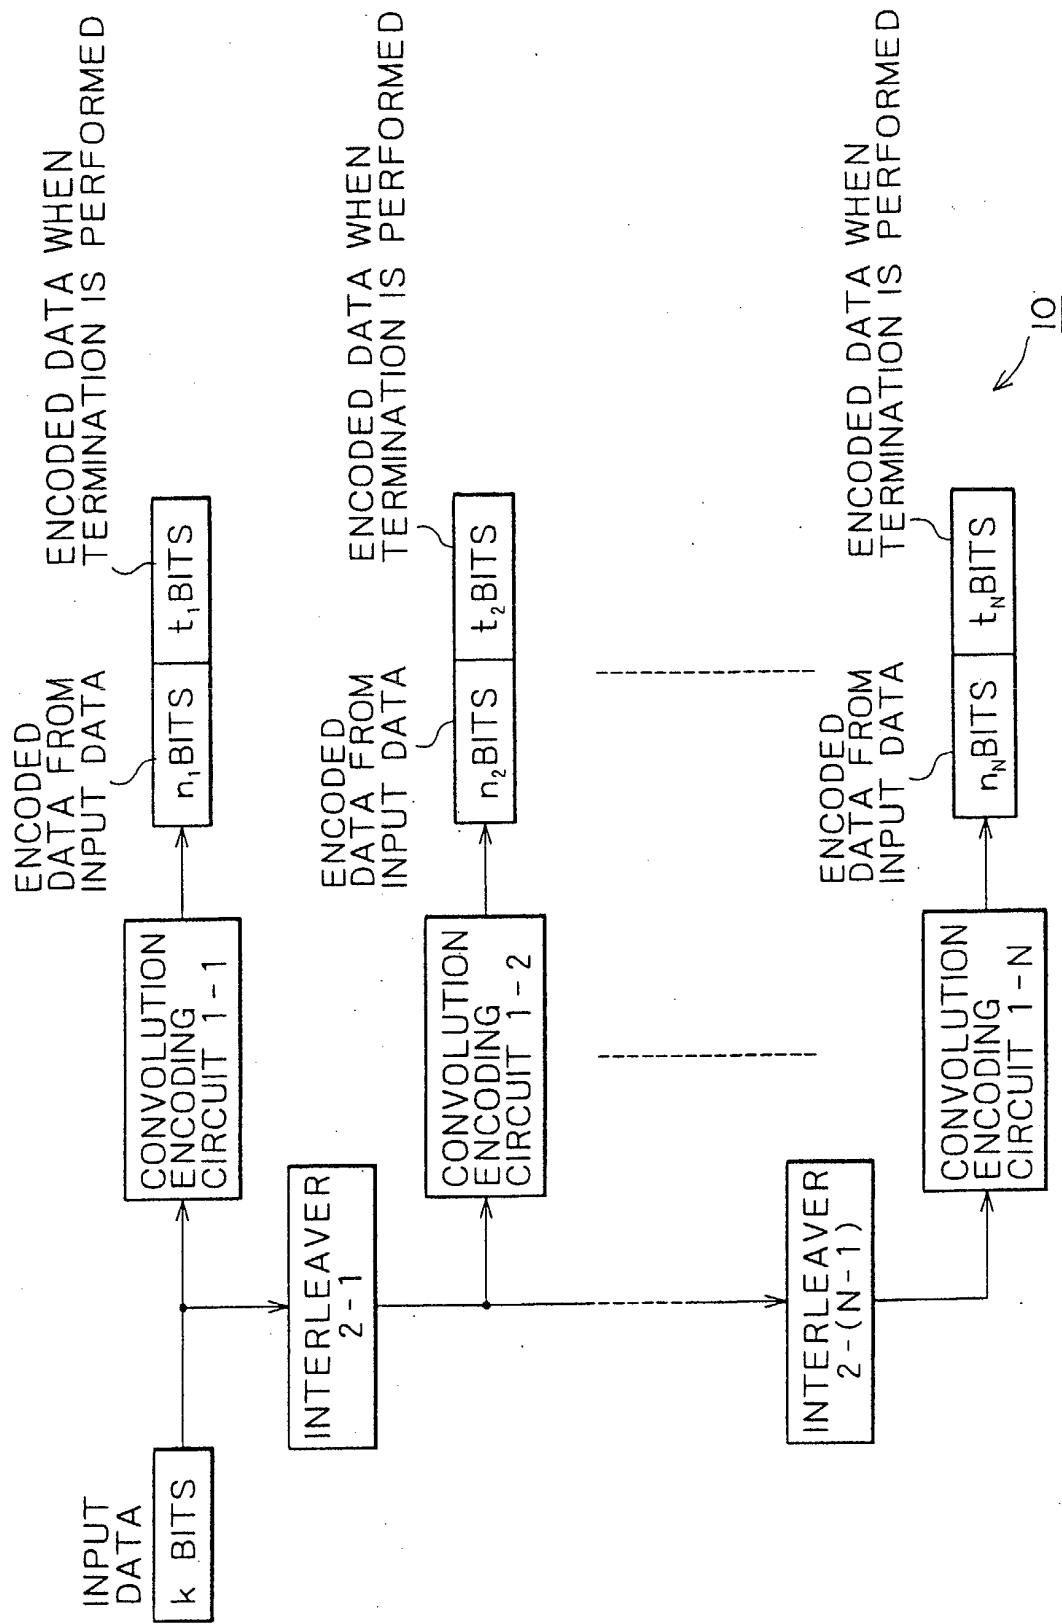 INPUT
DATA
k BITS
CONVOLUTION
ENCODING
CIRCUIT 1-1
ENCODED
DATA FROM
INPUT DATA
n₁BITS
t₁BITS
ENCODED DATA WHEN
TERMINATION IS PERFORMED
INTERLEAVER
2-1
CONVOLUTION
ENCODING
CIRCUIT 1-2
ENCODED
DATA FROM
INPUT DATA
n₂BITS
t₂BITS
ENCODED DATA WHEN
TERMINATION IS PERFORMED
INTERLEAVER
2-(N-1)
CONVOLUTION
ENCODING
CIRCUIT 1-N
ENCODED
DATA FROM
INPUT DATA
n_NBITS
t_NBITS
ENCODED DATA WHEN
TERMINATION IS PERFORMED
10